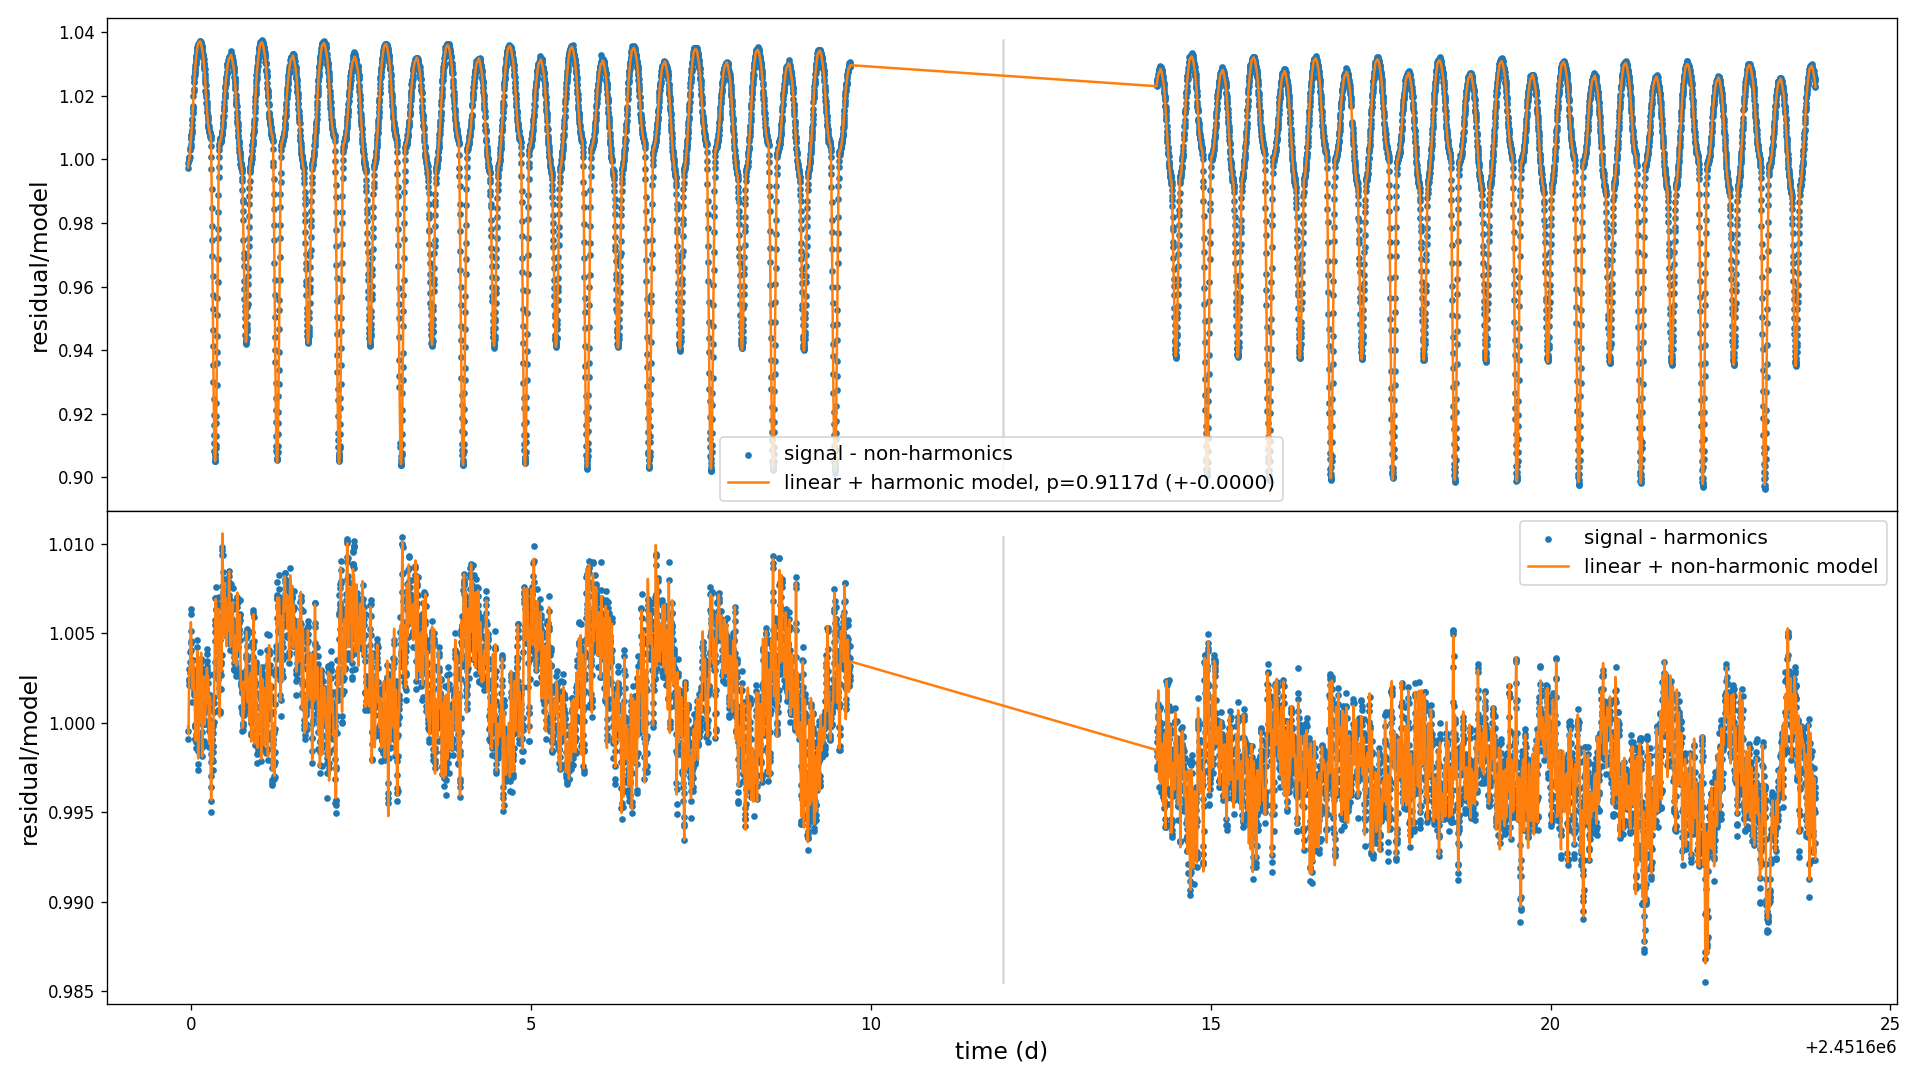 1.04
1.02
1.00
0.98
0.96
0.94
0.92
0.90
residual/model
signal - non-harmonics
linear + harmonic model, p=0.9117d (+-0.0000)
1.010
1.005
1.000
0.995
0.990
0.985
residual/model
signal - harmonics
linear + non-harmonic model
0 5 10 15 20 25
time (d)
+2.4516e6